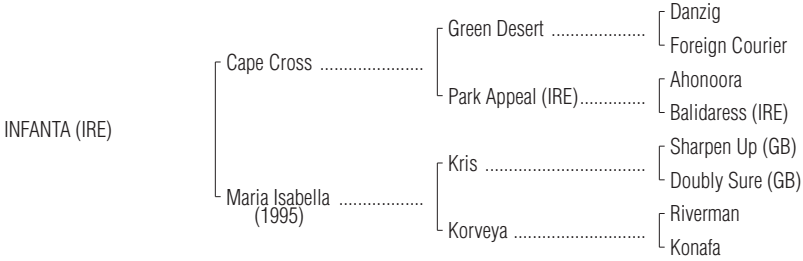 Danzig
Green Desert ....................
Foreign Courier
Cape Cross ......................
Ahonoora
Park Appeal (IRE)..............
Balidaress (IRE)
INFANTA (IRE)
Sharpen Up (GB)
Kris ..................................
Doubly Sure (GB)
Maria Isabella ..................
(1995)
Riverman
Korveya ............................
Konafa